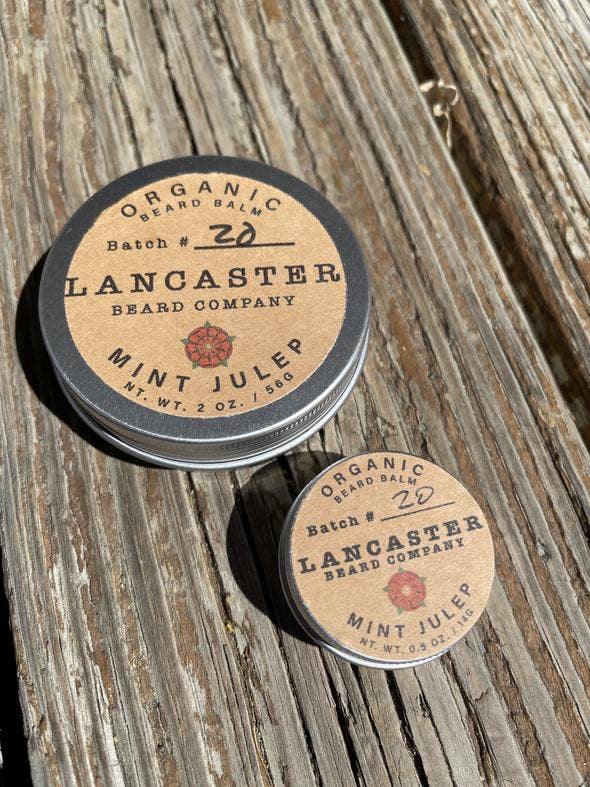 ORGANIC
BEARD BALM
Batch # 20
LANCASTER
BEARD COMPANY
MINT JULEP
NT. WT. 2 OZ. / 56G
ORGANIC
BEARD BALM
Batch # 20
LANCASTER
BEARD COMPANY
MINT JULEP
NT. WT. 0.5 OZ. / 14G